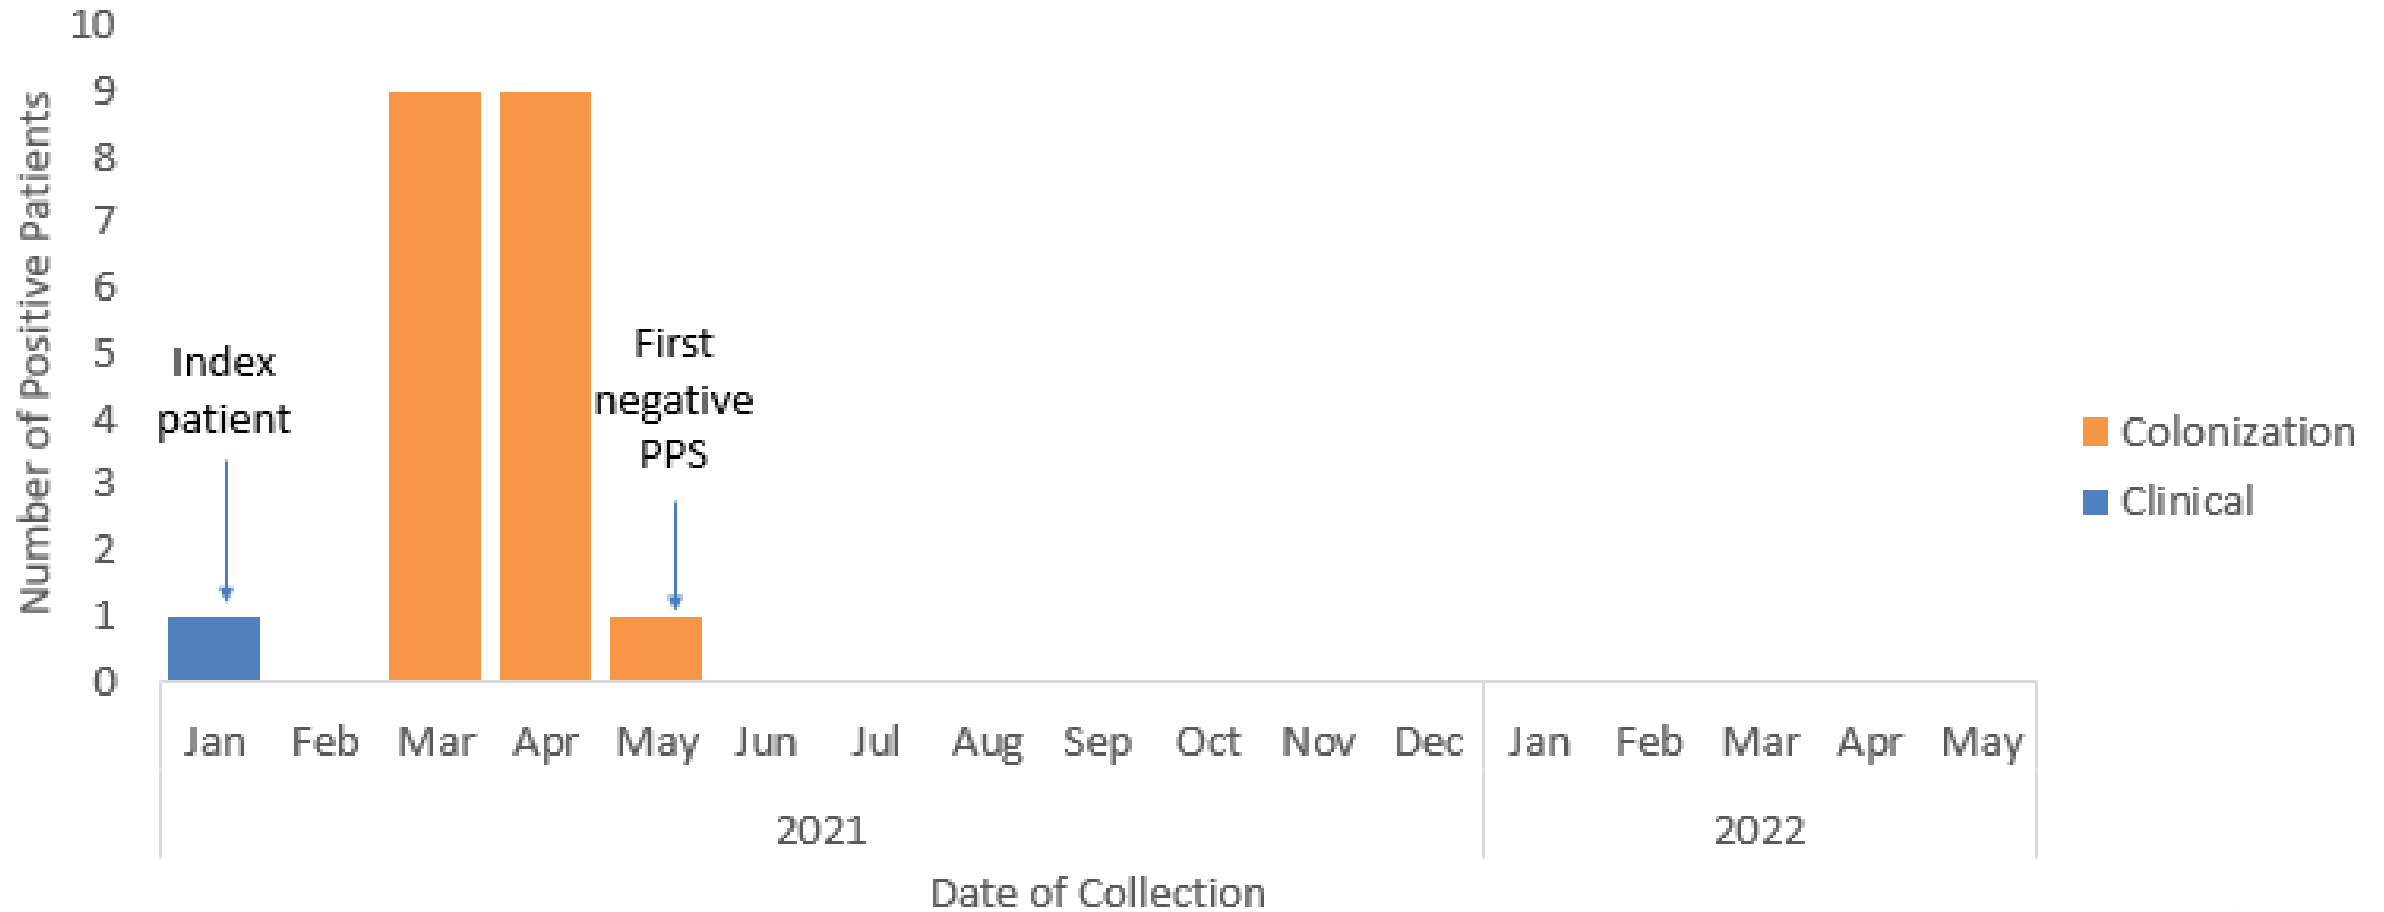 Number of Positive Patients
10
9
8
7
6
5
4
3
2
1
0
Index
patient
First
negative
PPS
Colonization
Clinical
Jan Feb Mar Apr May Jun Jul Aug Sep Oct Nov Dec Jan Feb Mar Apr May
2021 2022
Date of Collection